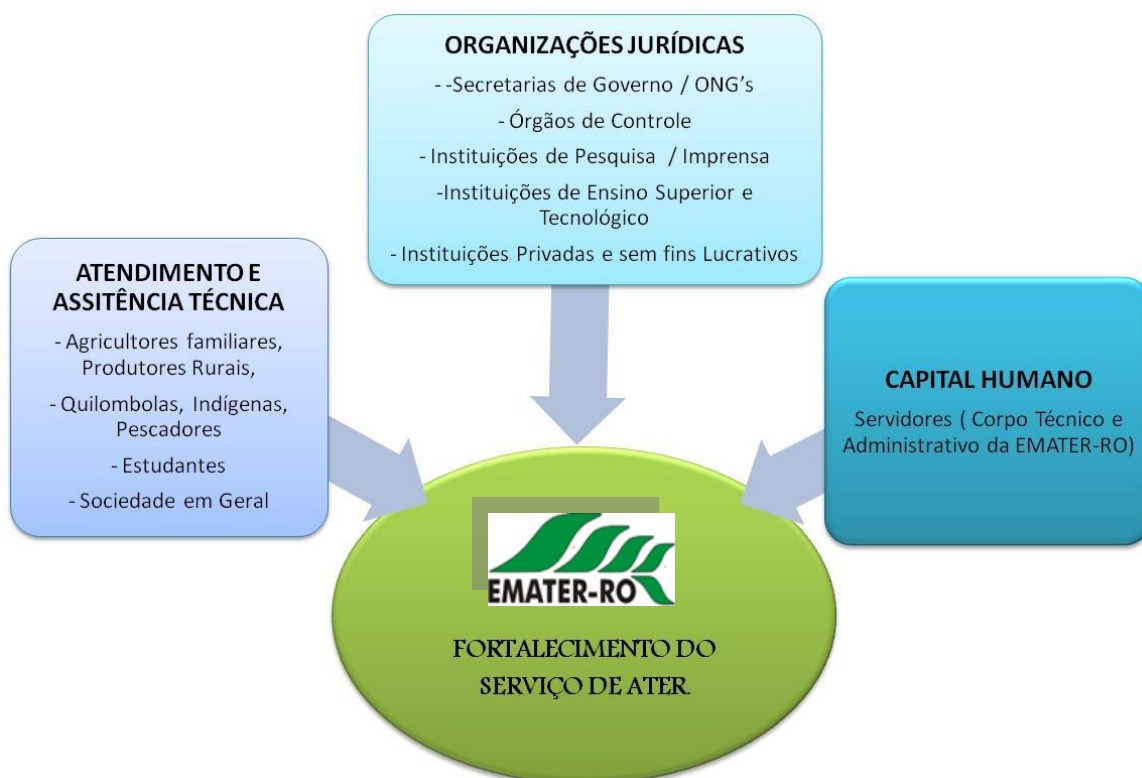 ORGANIZAÇÕES JURÍDICAS
- -Secretarias de Governo / ONG’s
- Órgãos de Controle
- Instituições de Pesquisa / Imprensa
-Instituições de Ensino Superior e
Tecnológico
- Instituições Privadas e sem fins Lucrativos
ATENDIMENTO E
ASSITÊNCIA TÉCNICA
- Agricultores familiares,
Produtores Rurais,
- Quilombolas, Indígenas,
Pescadores
- Estudantes
- Sociedade em Geral
CAPITAL HUMANO
Servidores ( Corpo Técnico e
Administrativo da EMATER-RO)
EMATER-RO
FORTALECIMENTO DO
SERVIÇO DE ATER.